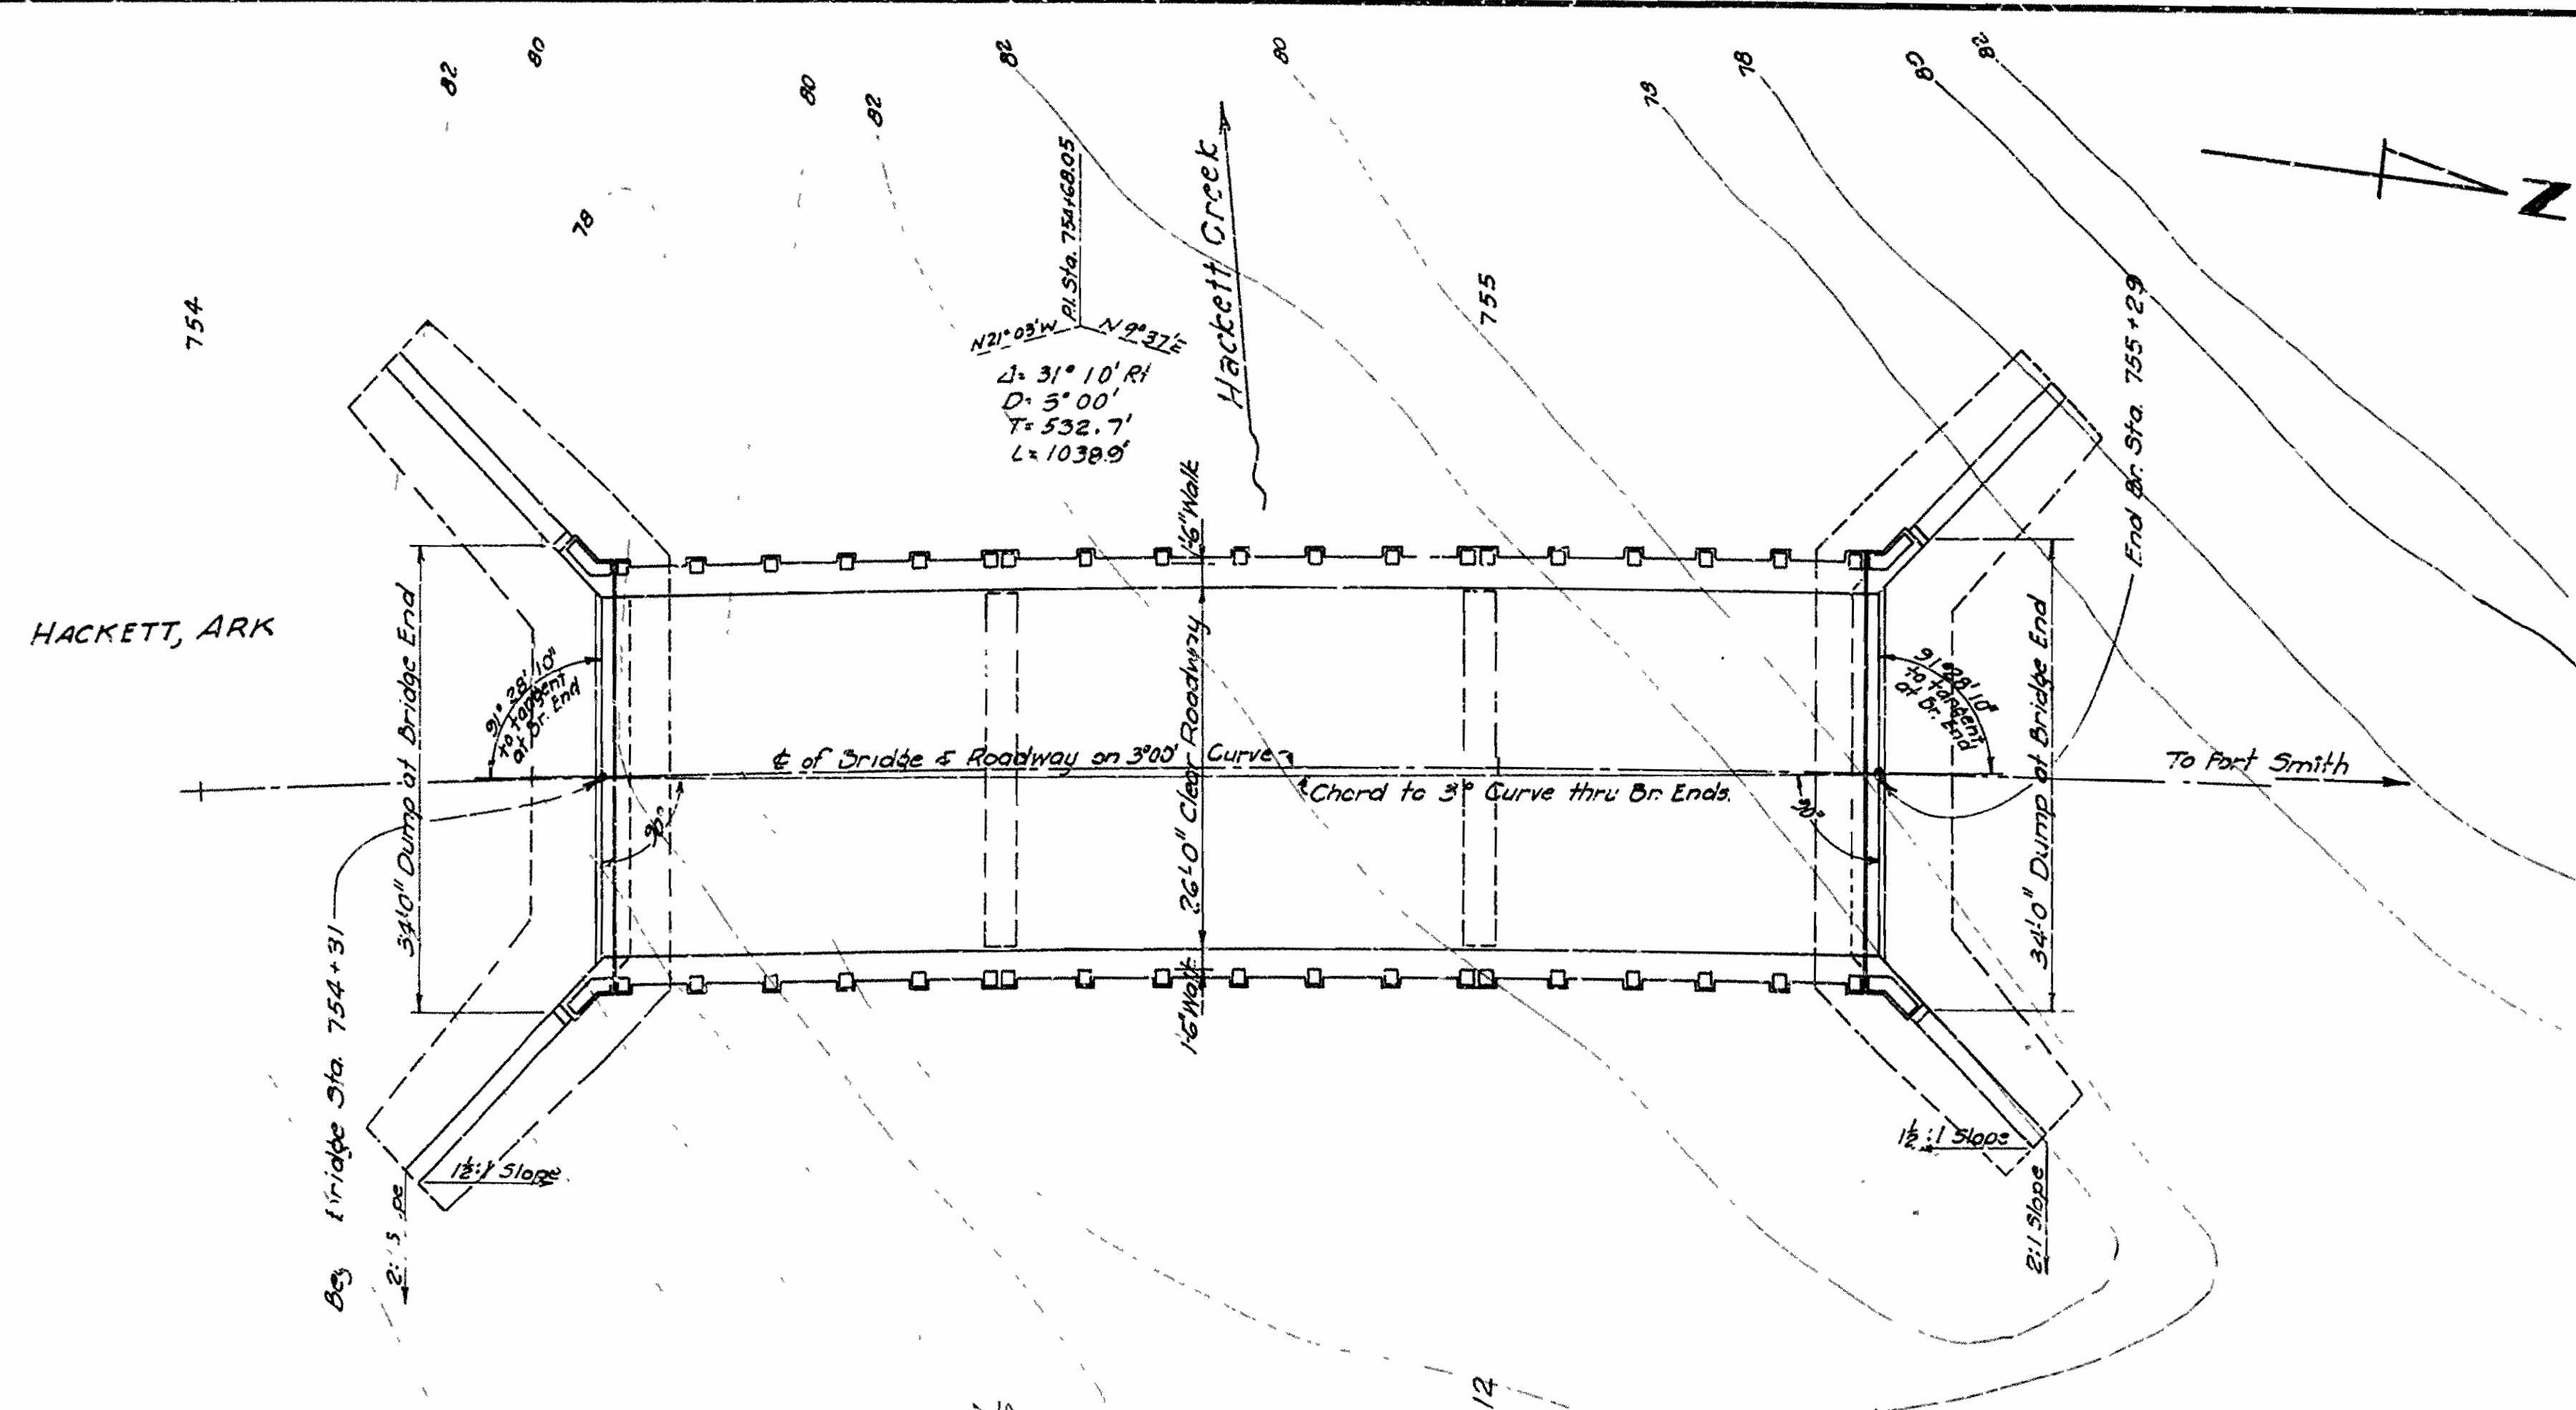 82
80
80
82
82
80
78
78
80
82
78
754
P.I. Sta. 754+68.05
N 21° 03' W
N 9° 37' E
Δ= 31° 10' Rt
D= 3° 00'
T= 532.7'
L= 1038.9'
Hackett Creek
755
N
End Br. Sta. 755+29
HACKETT, ARK
34'-0" Dump at Bridge End
91° 28' 10"
to tangent
at Br. End
1'-6" Walk
26'-0" Clear Roadway
1'-6" Walk
℄ of Bridge & Roadway on 3°00' Curve
Chord to 3° Curve thru Br. Ends.
90°
90°
91° 28' 10"
to tangent
at Br. End
34'-0" Dump at Bridge End
To Fort Smith
Sta. 754+31
1½:1 Slope
1½:1 Slope
2:1 Slope
12